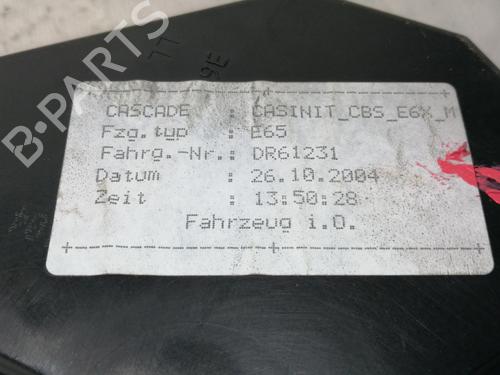 B-PARTS
CASCADE : CASINIT_CBS_E6X_M
Fzg.typ : E65
Fahrg.-Nr.: DR61231
Datum : 26.10.2004
Zeit : 13:50:28
Fahrzeug i.O.